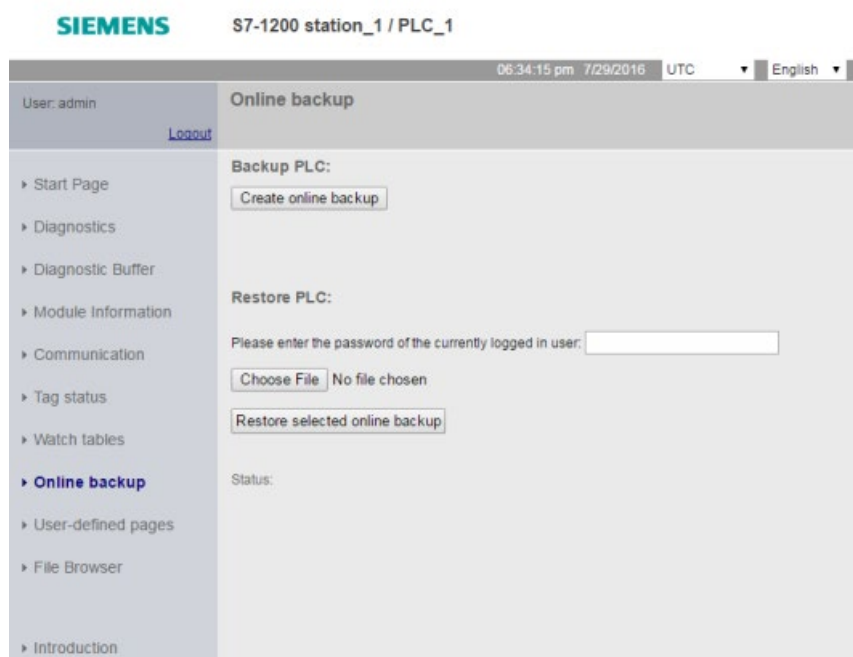 SIEMENS
S7-1200 station_1 / PLC_1
06:34:15 pm 7/29/2016 UTC English
User: admin
Logout
Online backup
Start Page
Diagnostics
Diagnostic Buffer
Module Information
Communication
Tag status
Watch tables
Online backup
User-defined pages
File Browser
Introduction
Backup PLC:
Create online backup
Restore PLC:
Please enter the password of the currently logged in user:
Choose File No file chosen
Restore selected online backup
Status: